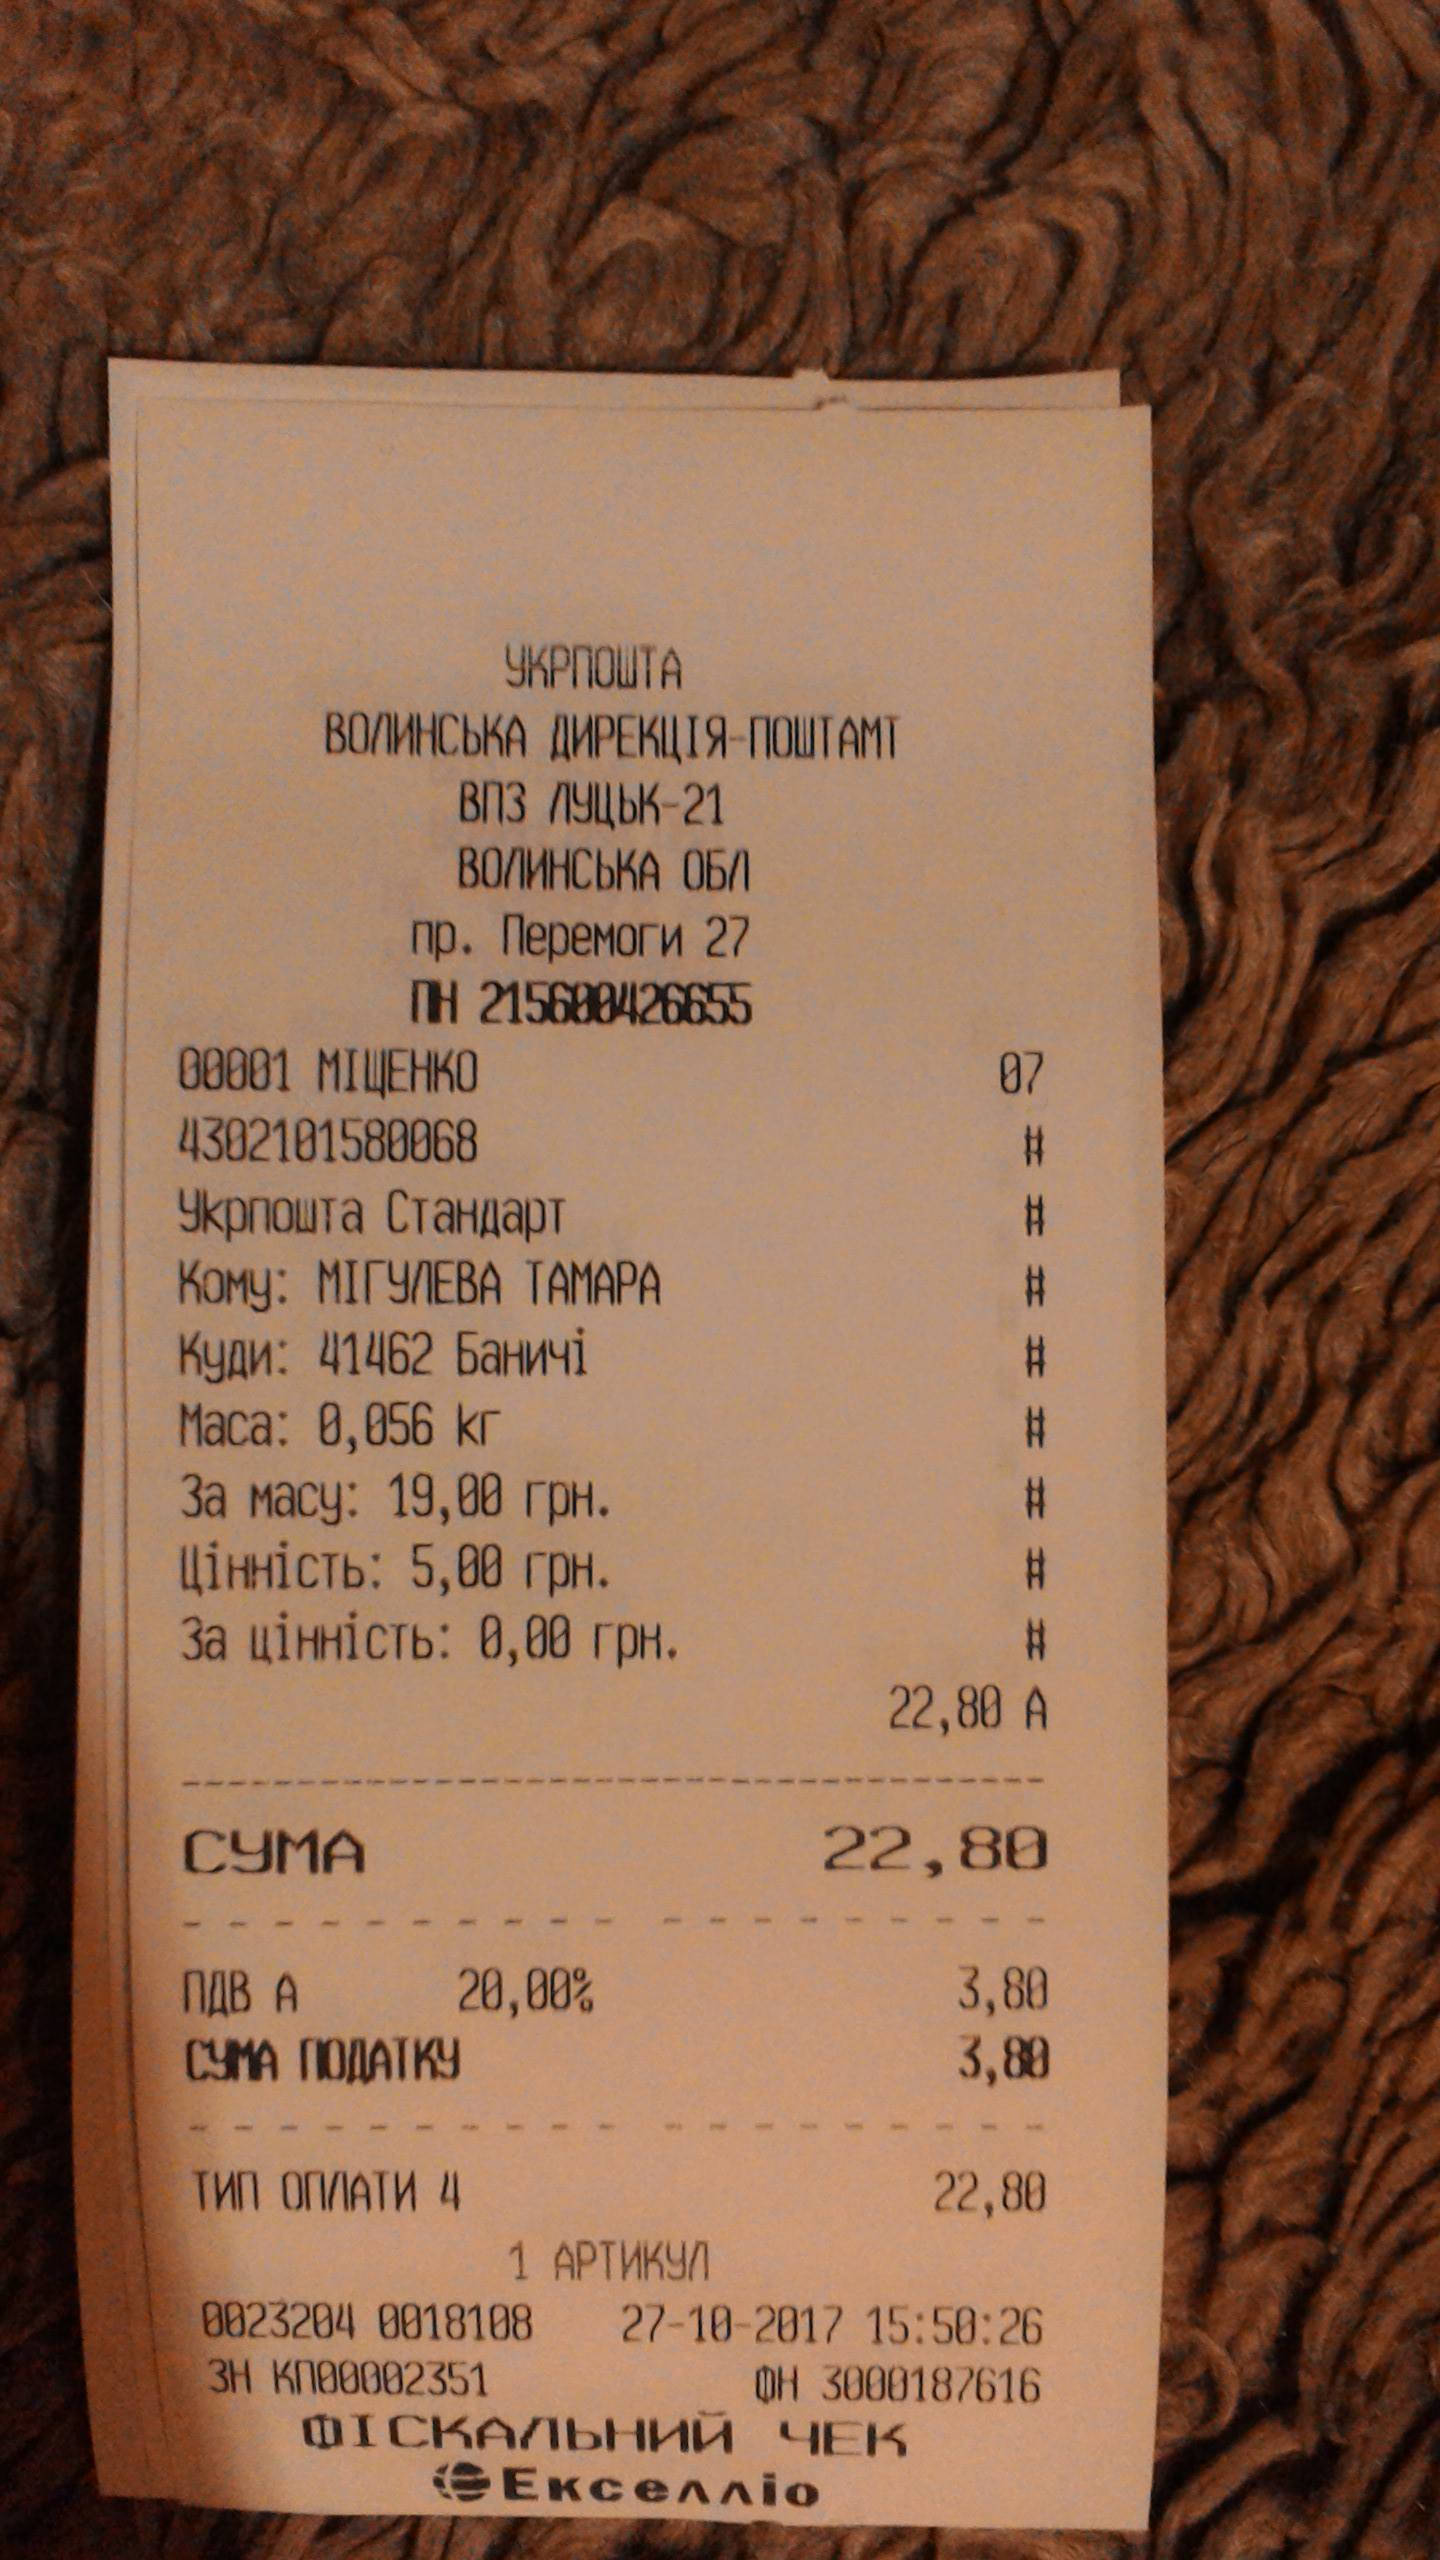 УКРПОШТА
ВОЛИНСЬКА ДИРЕКЦІЯ-ПОШТАМТ
ВПЗ ЛУЦЬК-21
ВОЛИНСЬКА ОБЛ
пр. Перемоги 27
ПН 215600426655
00001 МІЩЕНКО 07
4302101580068 #
Укрпошта Стандарт #
Кому: МІГУЛЕВА ТАМАРА #
Куди: 41462 Баничі #
Маса: 0,056 кг #
За масу: 19,00 грн. #
Цінність: 5,00 грн. #
За цінність: 0,00 грн. #
22,80 А
СУМА 22,80
ПДВ А 20,00% 3,80
СУМА ПОДАТКУ 3,80
ТИП ОПЛАТИ 4 22,80
1 АРТИКУЛ
0023204 0018108 27-10-2017 15:50:26
ЗН КП00002351 ФН 3000187616
ФІСКАЛЬНИЙ ЧЕК
Екселліо